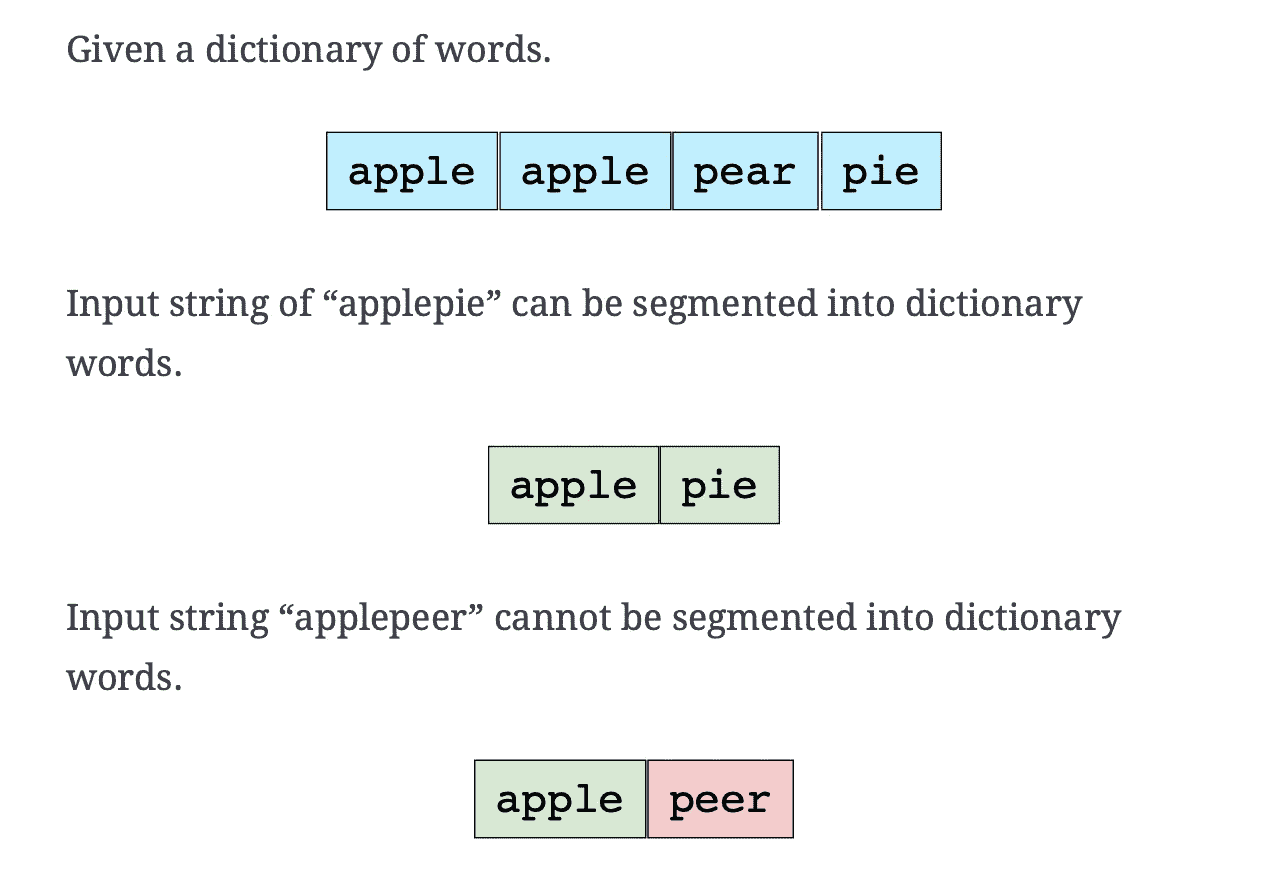 Given a dictionary of words.
apple apple pear pie
Input string of “applepie” can be segmented into dictionary
words.
apple pie
Input string “applepeer” cannot be segmented into dictionary
words.
apple peer